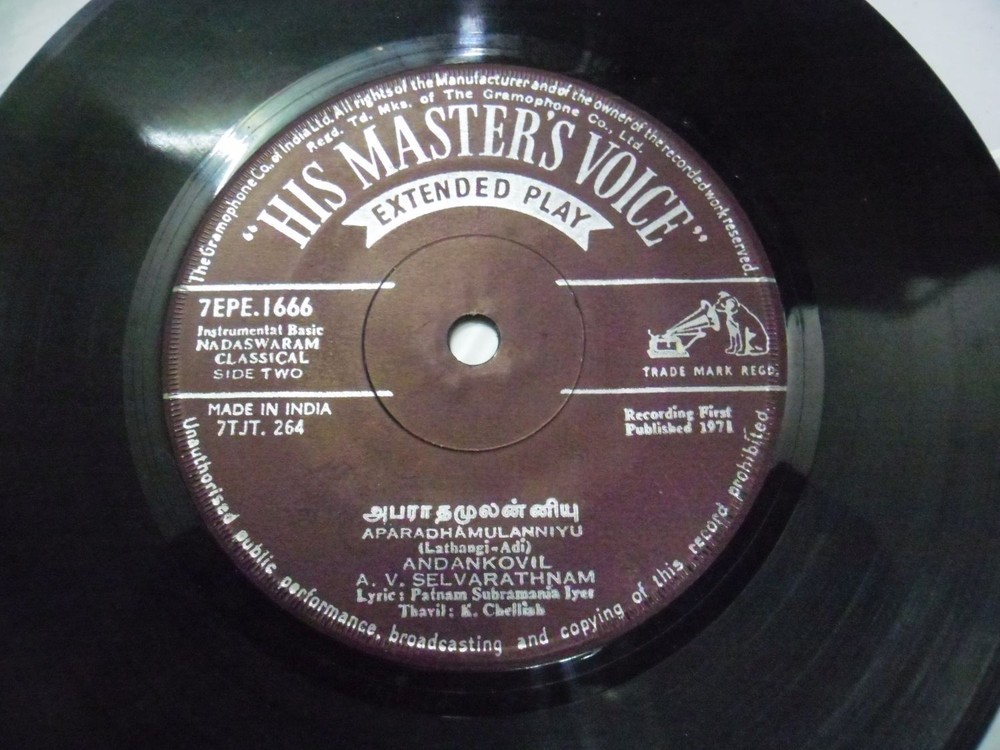 The Gramophone Co. of India Ltd. All rights of the Manufacturer and of the owner of the recorded work reserved.
Regd. Td. Mks. of The Gramophone Co., Ltd.
"HIS MASTER'S VOICE"
EXTENDED PLAY
7EPE.1666
Instrumental Basic
NADASWARAM
CLASSICAL
SIDE TWO
TRADE MARK REGD.
MADE IN INDIA
7TJT. 264
Recording First
Published 1971
அபராதமுலன்னியு
APARADHAMULANNIYU
(Lathangi-Adi)
ANDANKOVIL
A. V. SELVARATHNAM
Lyric : Patnam Subramania Iyer
Thavil : K. Chelliah
Unauthorised public performance, broadcasting and copying of this record prohibited.